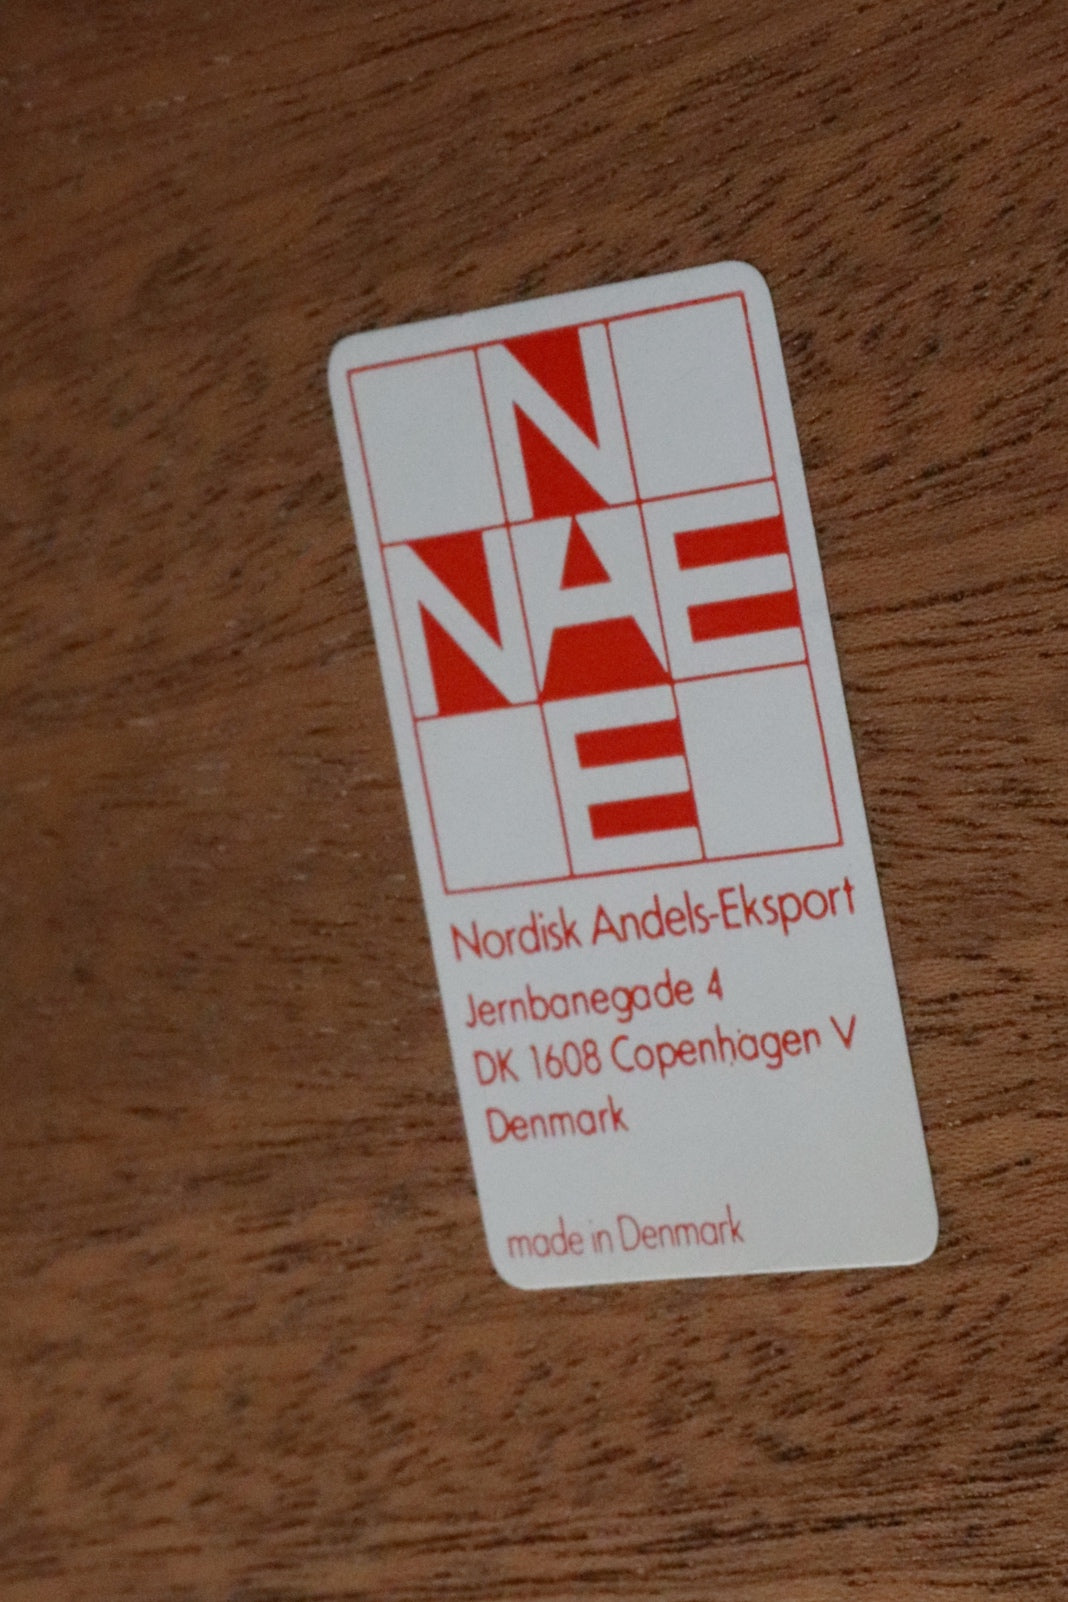 N
NAE
E
Nordisk Andels-Eksport
Jernbanegade 4
DK 1608 Copenhagen V
Denmark
made in Denmark